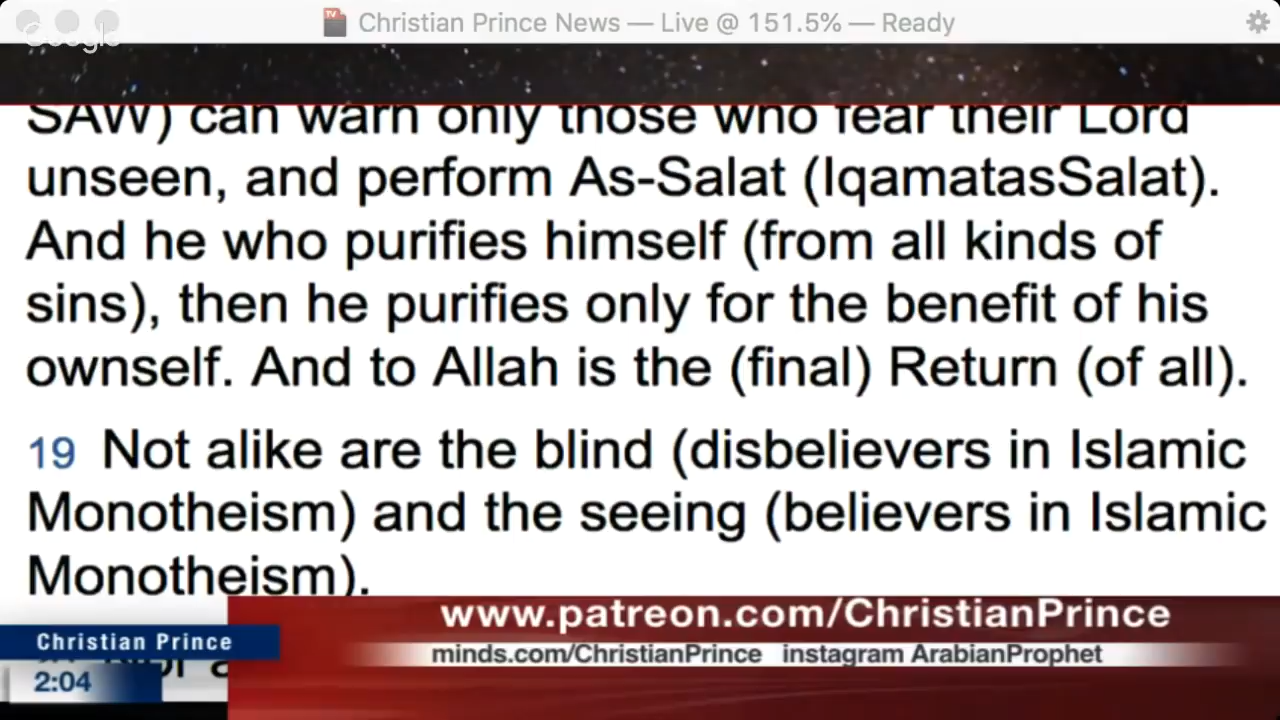 Christian Prince News — Live @ 151.5% — Ready
Google
SAW) can warn only those who fear their Lord
unseen, and perform As-Salat (IqamatasSalat).
And he who purifies himself (from all kinds of
sins), then he purifies only for the benefit of his
ownself. And to Allah is the (final) Return (of all).
19 Not alike are the blind (disbelievers in Islamic
Monotheism) and the seeing (believers in Islamic
Monotheism).
www.patreon.com/ChristianPrince
Christian Prince
minds.com/ChristianPrince instagram ArabianProphet
2:04